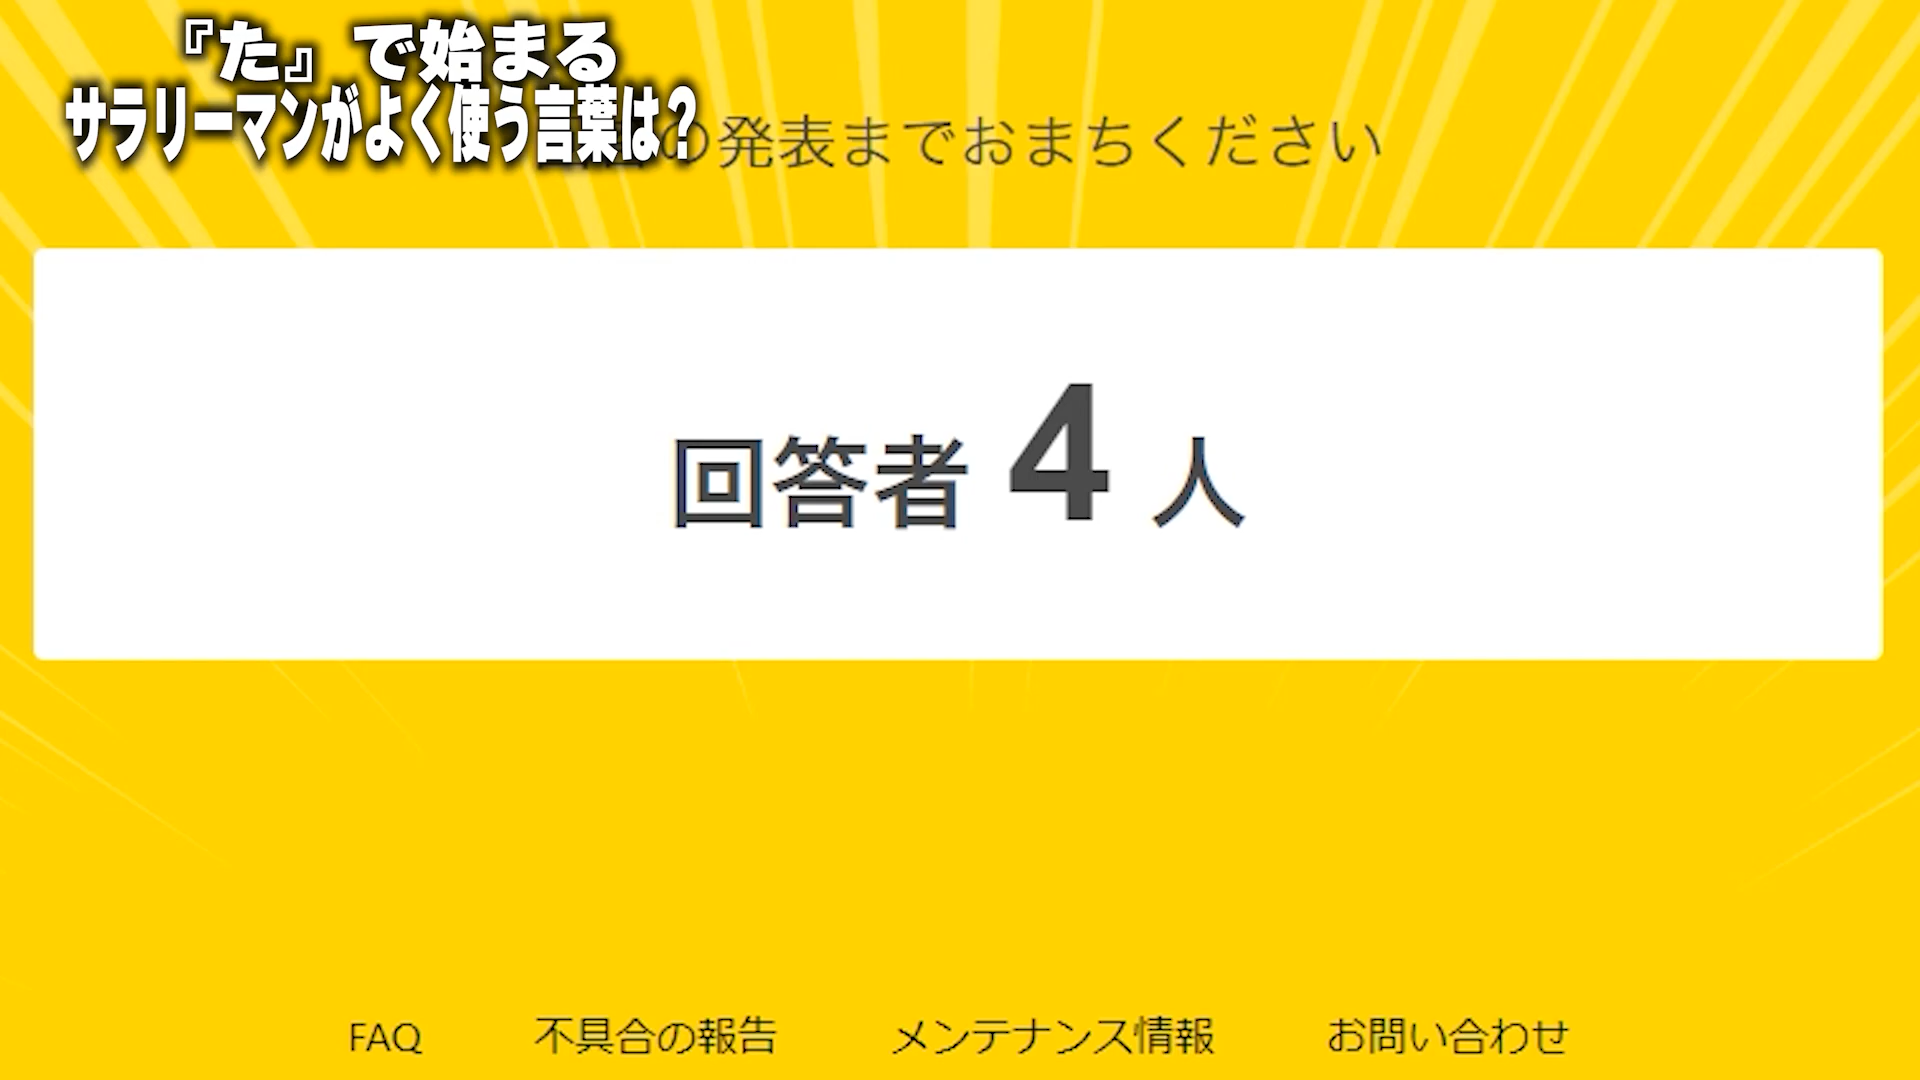 『た』で始まる
サラリーマンがよく使う言葉は？
の発表までおまちください
回答者 4 人
FAQ 不具合の報告 メンテナンス情報 お問い合わせ